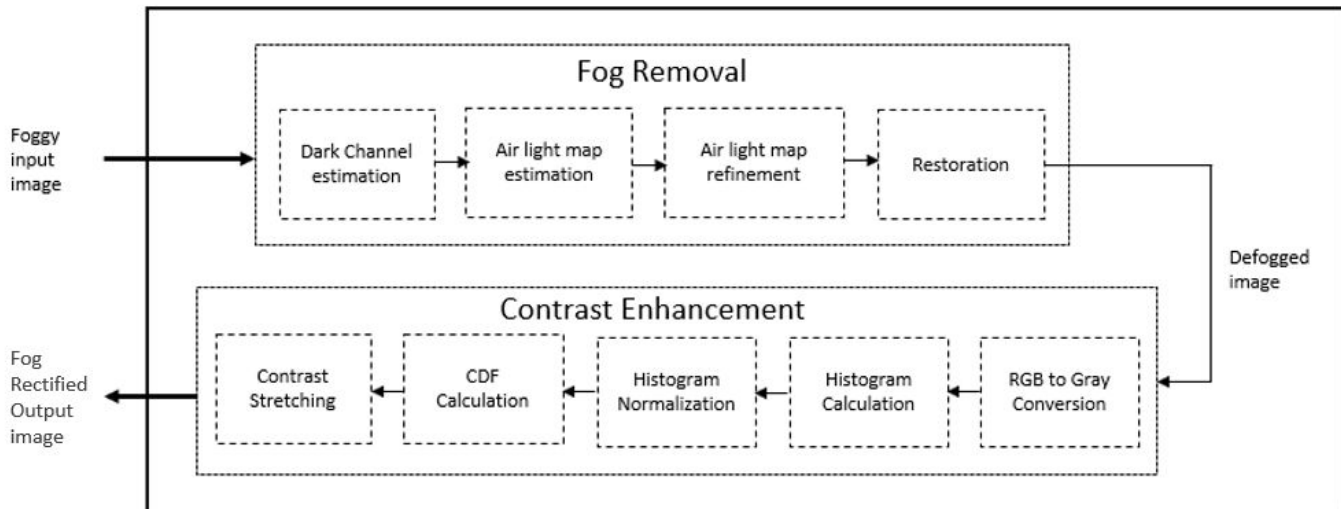 Fog Removal
Foggy
input
image
Dark Channel
estimation
Air light map
estimation
Air light map
refinement
Restoration
Defogged
image
Contrast Enhancement
RGB to Gray
Conversion
Histogram
Calculation
Histogram
Normalization
CDF
Calculation
Contrast
Stretching
Fog
Rectified
Output
image